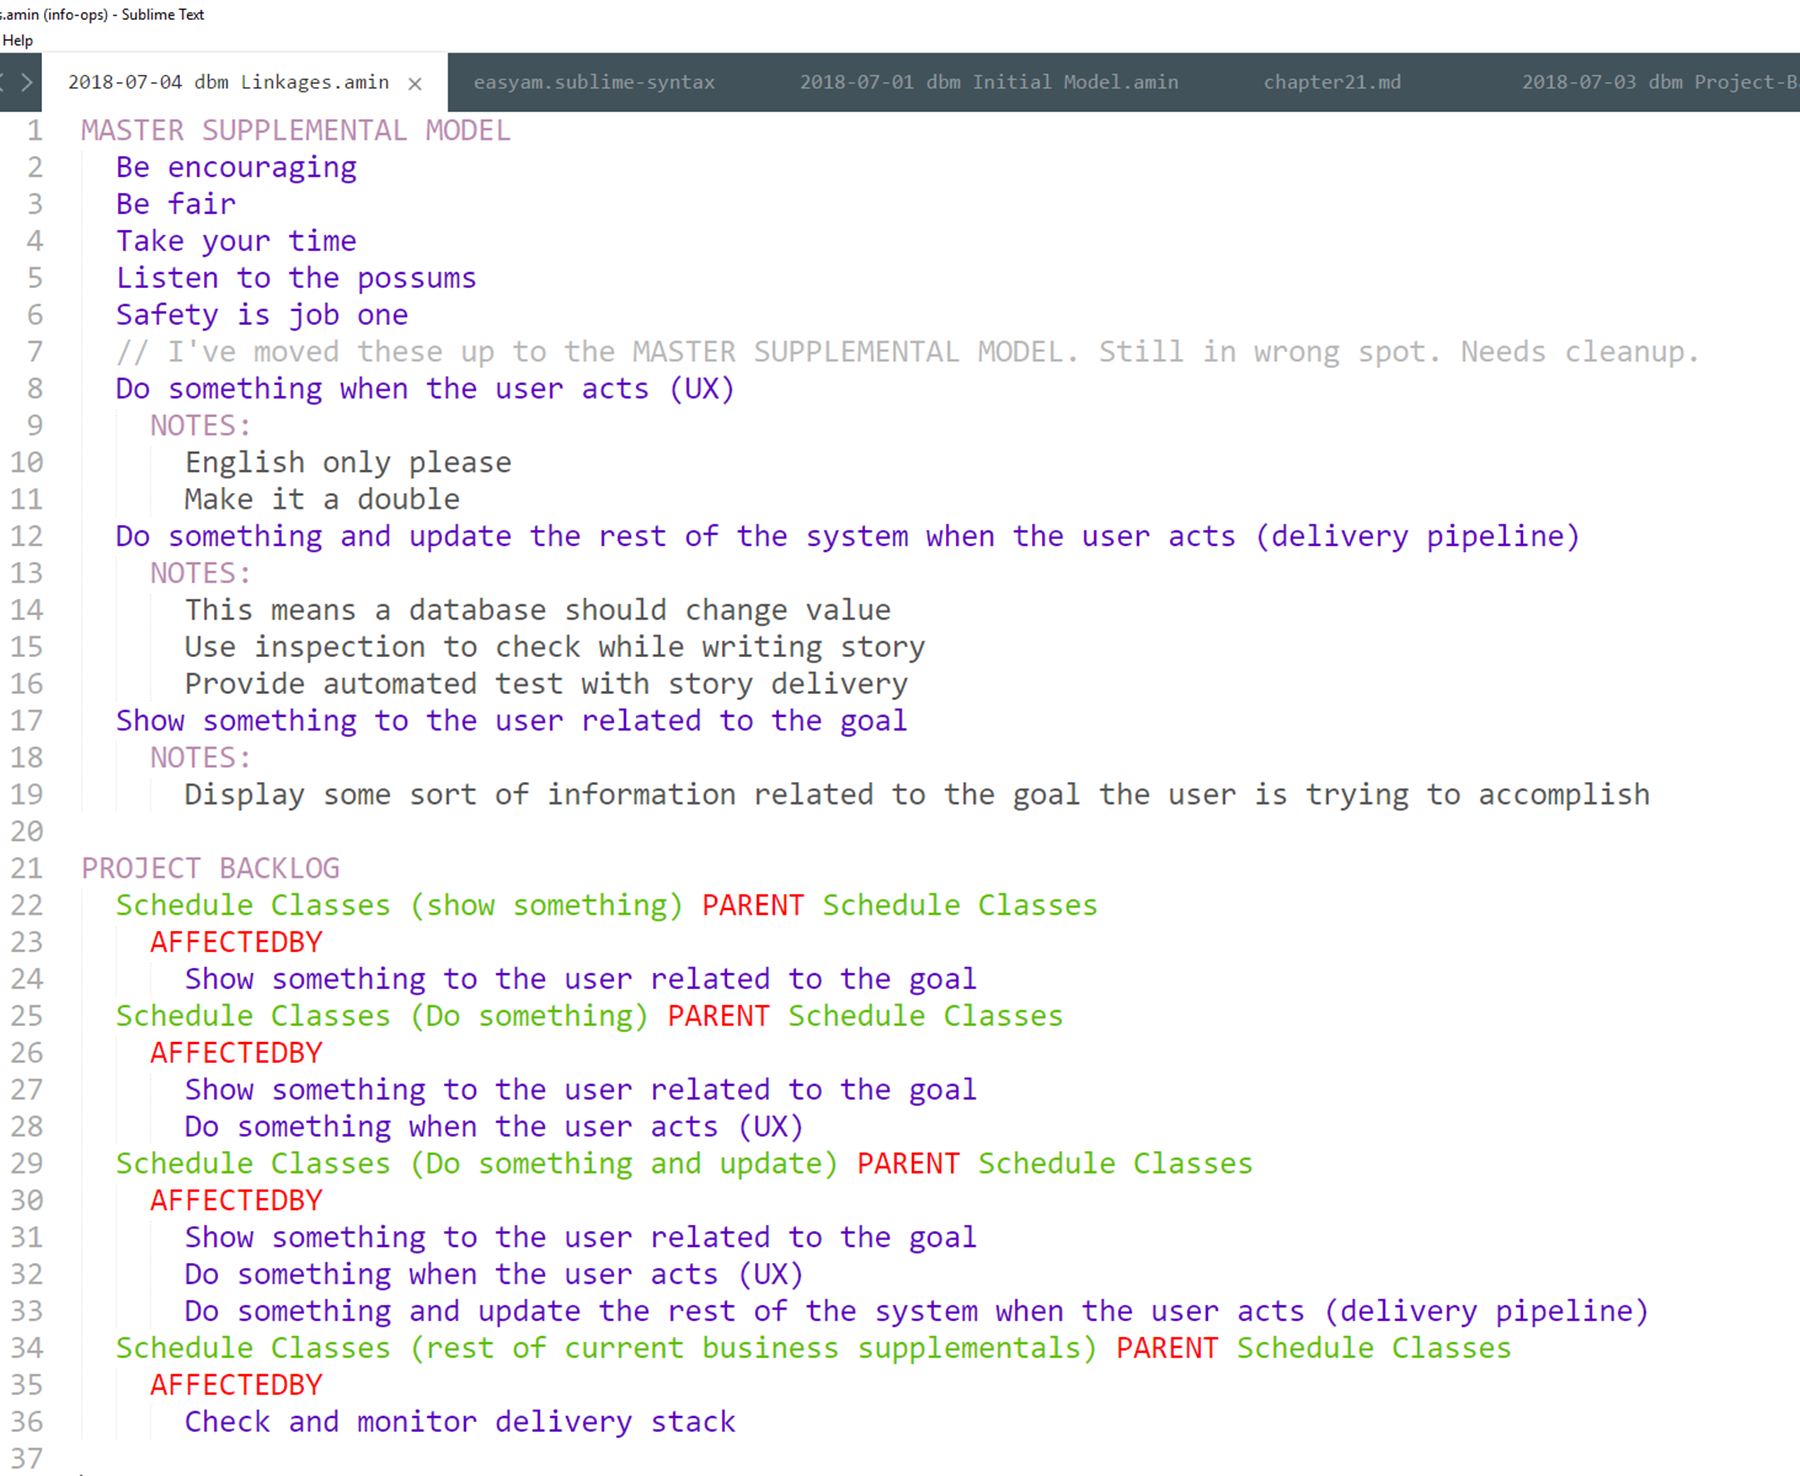 s.amin (info-ops) - Sublime Text
Help
2018-07-04 dbm Linkages.amin × easyam.sublime-syntax 2018-07-01 dbm Initial Model.amin chapter21.md 2018-07-03 dbm Project-B
1 MASTER SUPPLEMENTAL MODEL
2 Be encouraging
3 Be fair
4 Take your time
5 Listen to the possums
6 Safety is job one
7 // I've moved these up to the MASTER SUPPLEMENTAL MODEL. Still in wrong spot. Needs cleanup.
8 Do something when the user acts (UX)
9 NOTES:
10 English only please
11 Make it a double
12 Do something and update the rest of the system when the user acts (delivery pipeline)
13 NOTES:
14 This means a database should change value
15 Use inspection to check while writing story
16 Provide automated test with story delivery
17 Show something to the user related to the goal
18 NOTES:
19 Display some sort of information related to the goal the user is trying to accomplish
20
21 PROJECT BACKLOG
22 Schedule Classes (show something) PARENT Schedule Classes
23 AFFECTEDBY
24 Show something to the user related to the goal
25 Schedule Classes (Do something) PARENT Schedule Classes
26 AFFECTEDBY
27 Show something to the user related to the goal
28 Do something when the user acts (UX)
29 Schedule Classes (Do something and update) PARENT Schedule Classes
30 AFFECTEDBY
31 Show something to the user related to the goal
32 Do something when the user acts (UX)
33 Do something and update the rest of the system when the user acts (delivery pipeline)
34 Schedule Classes (rest of current business supplementals) PARENT Schedule Classes
35 AFFECTEDBY
36 Check and monitor delivery stack
37